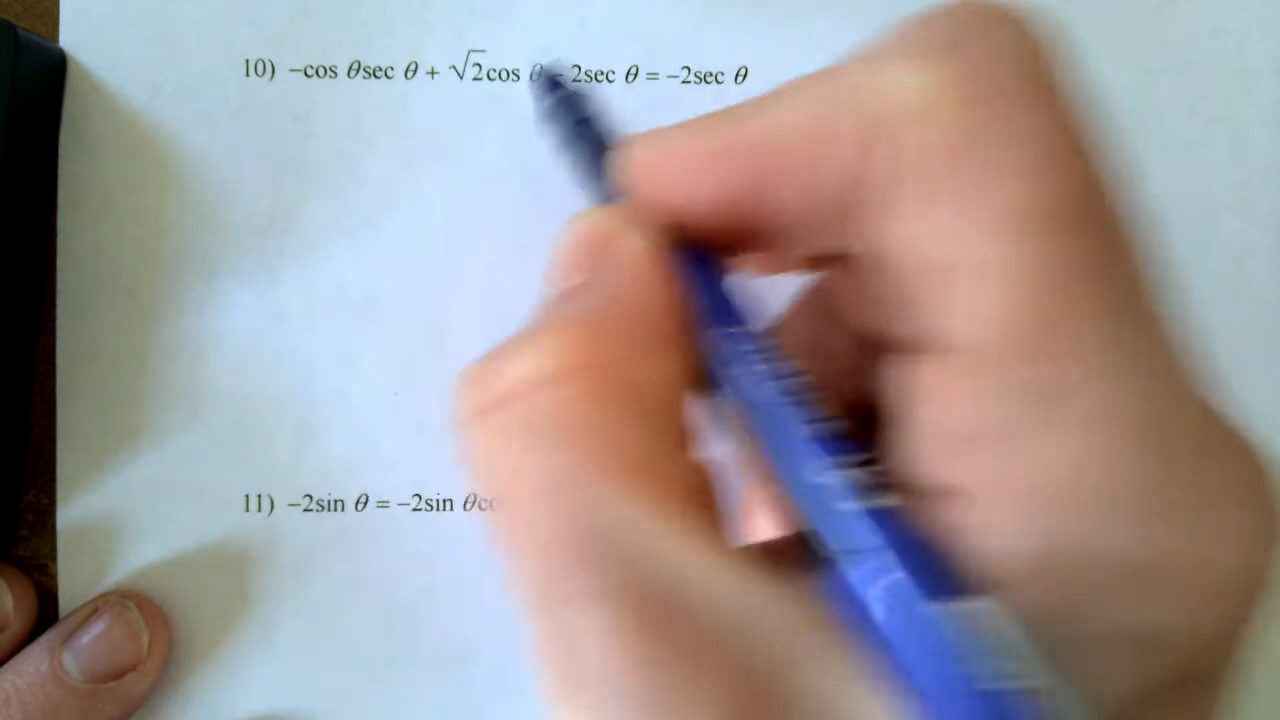 10) −cos θsec θ + √2cos θ − 2sec θ = −2sec θ
11) −2sin θ = −2sin θ